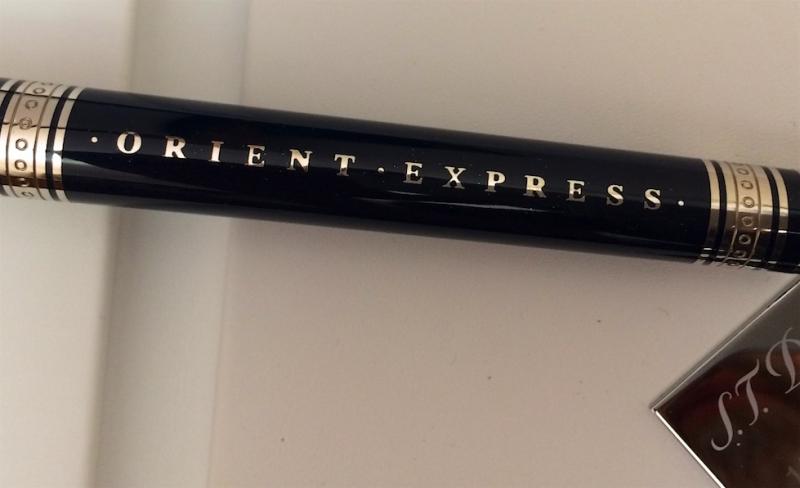 · ORIENT · EXPRESS ·
S.T. D